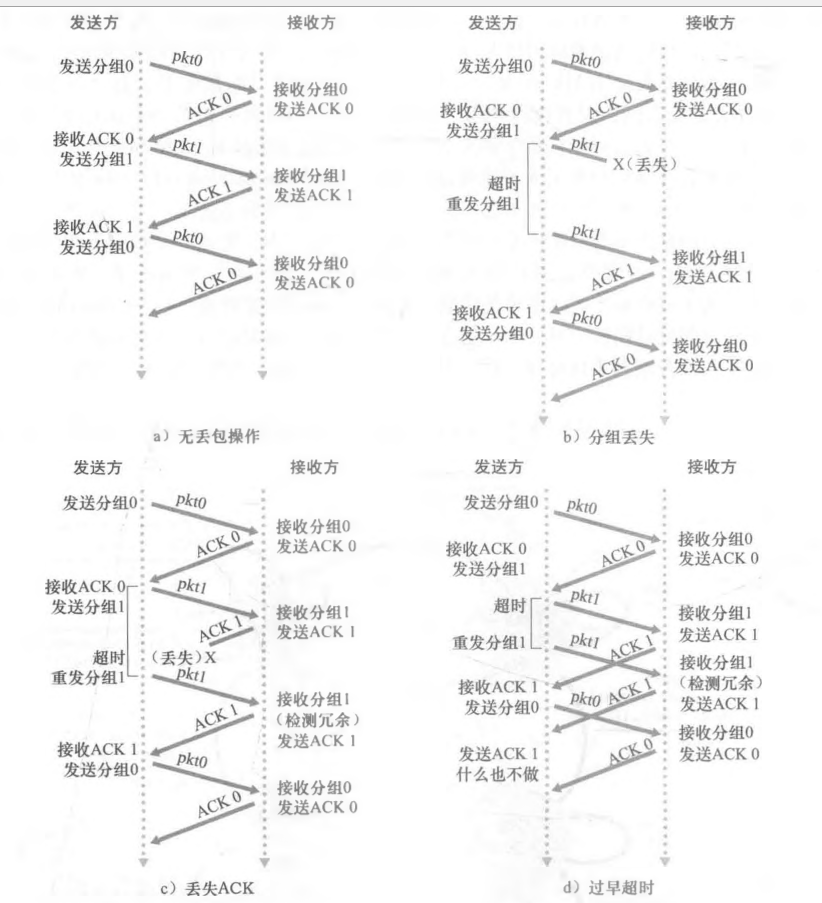 发送方 接收方
发送分组0
pkt0
接收分组0
发送ACK 0
ACK 0
接收ACK 0
发送分组1
pkt1
接收分组1
发送ACK 1
ACK 1
接收ACK 1
发送分组0
pkt0
接收分组0
发送ACK 0
ACK 0
a）无丢包操作
发送方 接收方
发送分组0
pkt0
接收分组0
发送ACK 0
ACK 0
接收ACK 0
发送分组1
pkt1
X（丢失）
超时
重发分组1
pkt1
接收分组1
发送ACK 1
ACK 1
接收ACK 1
发送分组0
pkt0
接收分组0
发送ACK 0
ACK 0
b）分组丢失
发送方 接收方
发送分组0
pkt0
接收分组0
发送ACK 0
ACK 0
接收ACK 0
发送分组1
pkt1
接收分组1
发送ACK 1
ACK 1
（丢失）X
超时
重发分组1
pkt1
接收分组1
（检测冗余）
发送ACK 1
ACK 1
接收ACK 1
发送分组0
pkt0
接收分组0
发送ACK 0
ACK 0
c）丢失ACK
发送方 接收方
发送分组0
pkt0
接收分组0
发送ACK 0
ACK 0
接收ACK 0
发送分组1
pkt1
超时
接收分组1
发送ACK 1
重发分组1
pkt1
ACK 1
接收分组1
（检测冗余）
发送ACK 1
接收ACK 1
发送分组0
pkt0
ACK 1
接收分组0
发送ACK 0
发送ACK 1
什么也不做
ACK 0
d）过早超时